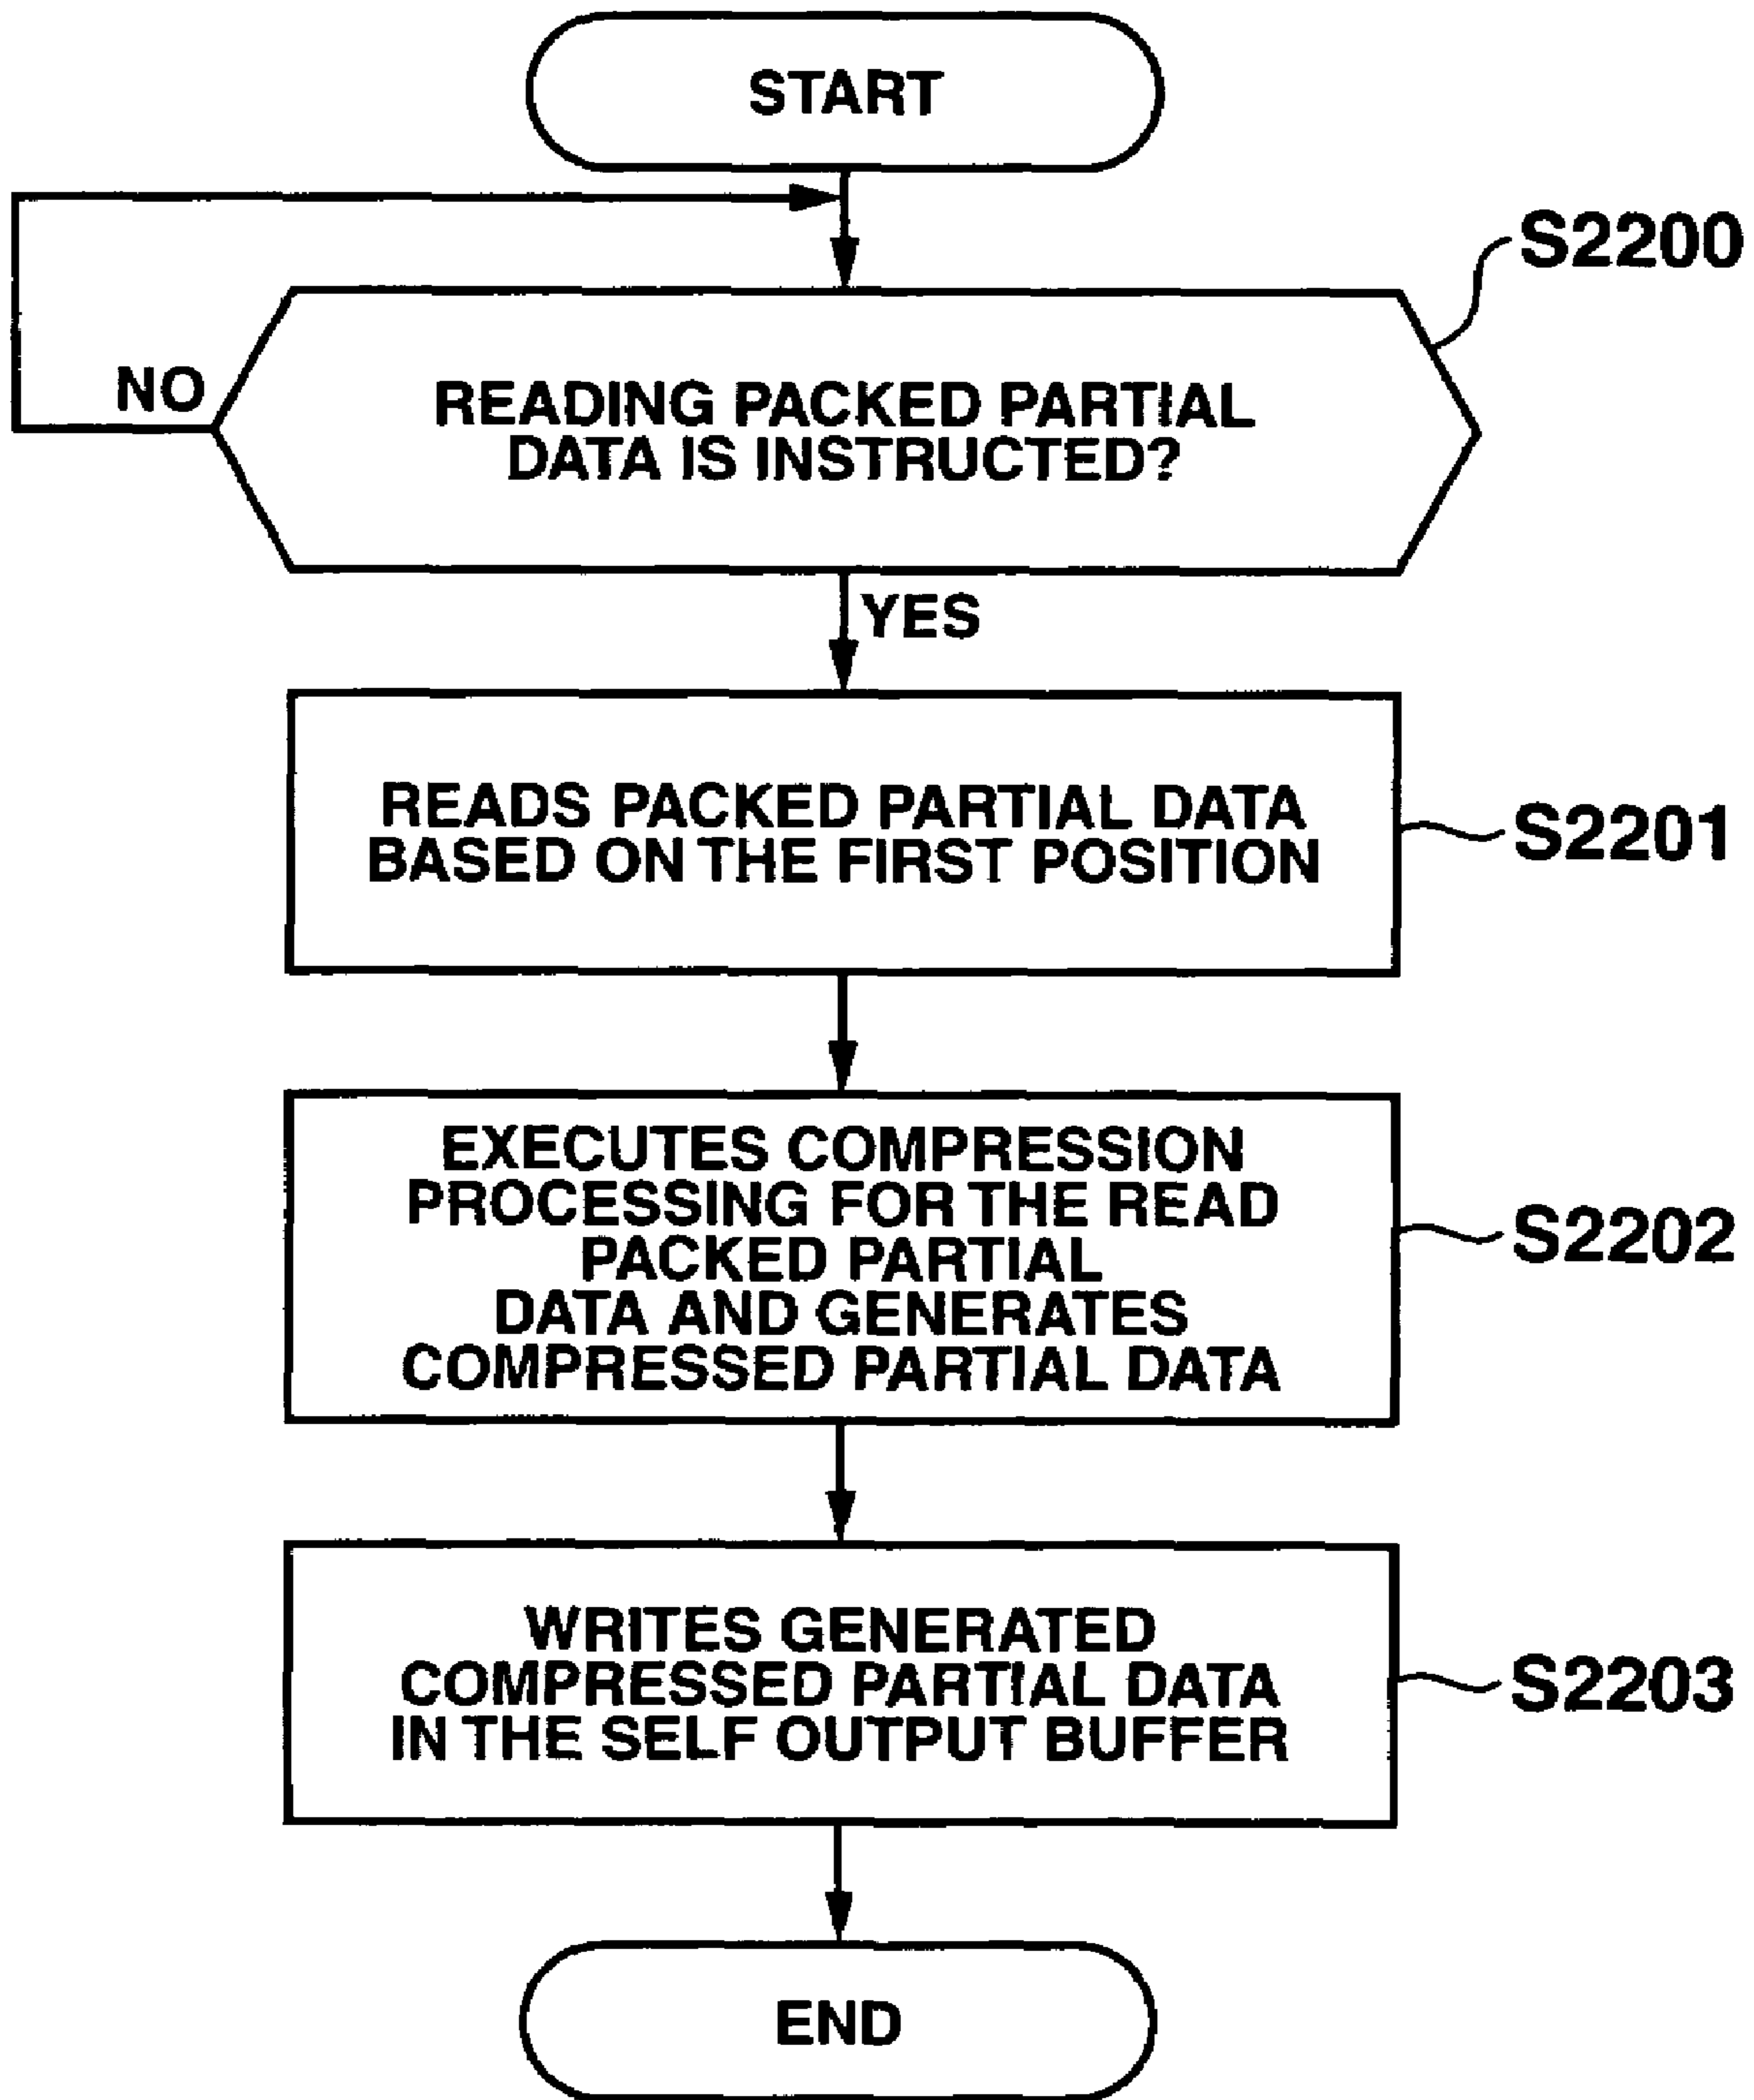 START
S2200
NO
READING PACKED PARTIAL
DATA IS INSTRUCTED?
YES
READS PACKED PARTIAL DATA
BASED ON THE FIRST POSITION
S2201
EXECUTES COMPRESSION
PROCESSING FOR THE READ
PACKED PARTIAL
DATA AND GENERATES
COMPRESSED PARTIAL DATA
S2202
WRITES GENERATED
COMPRESSED PARTIAL DATA
IN THE SELF OUTPUT BUFFER
S2203
END